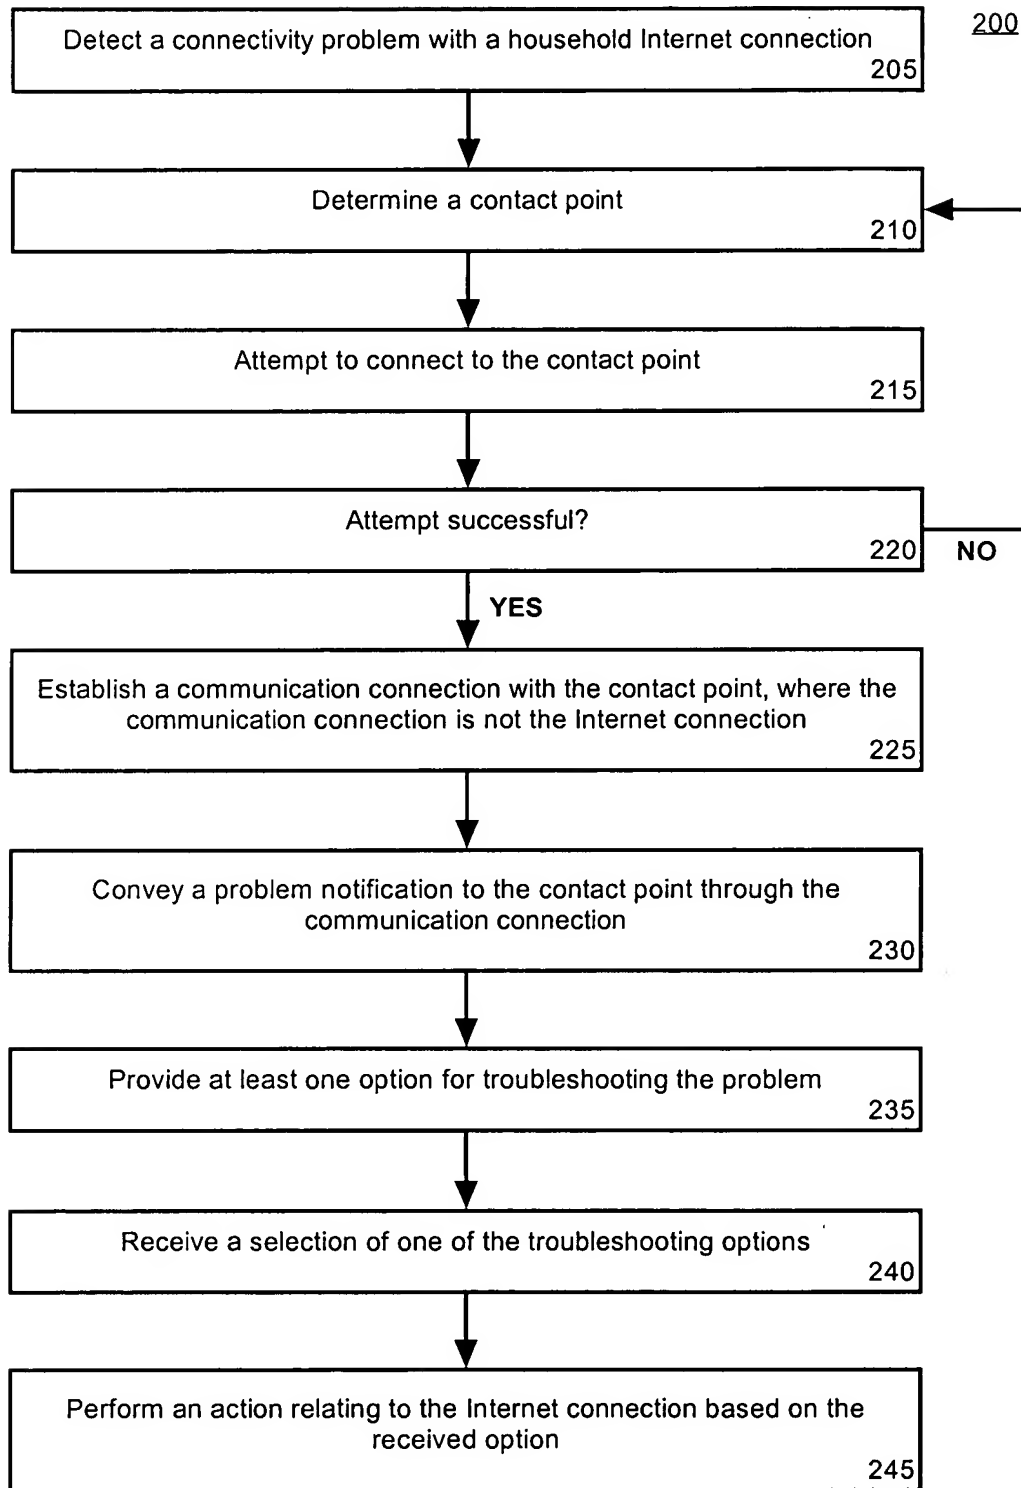 200
Detect a connectivity problem with a household Internet connection
205
Determine a contact point
210
Attempt to connect to the contact point
215
Attempt successful?
220
NO
YES
Establish a communication connection with the contact point, where the
communication connection is not the Internet connection
225
Convey a problem notification to the contact point through the
communication connection
230
Provide at least one option for troubleshooting the problem
235
Receive a selection of one of the troubleshooting options
240
Perform an action relating to the Internet connection based on the
received option
245